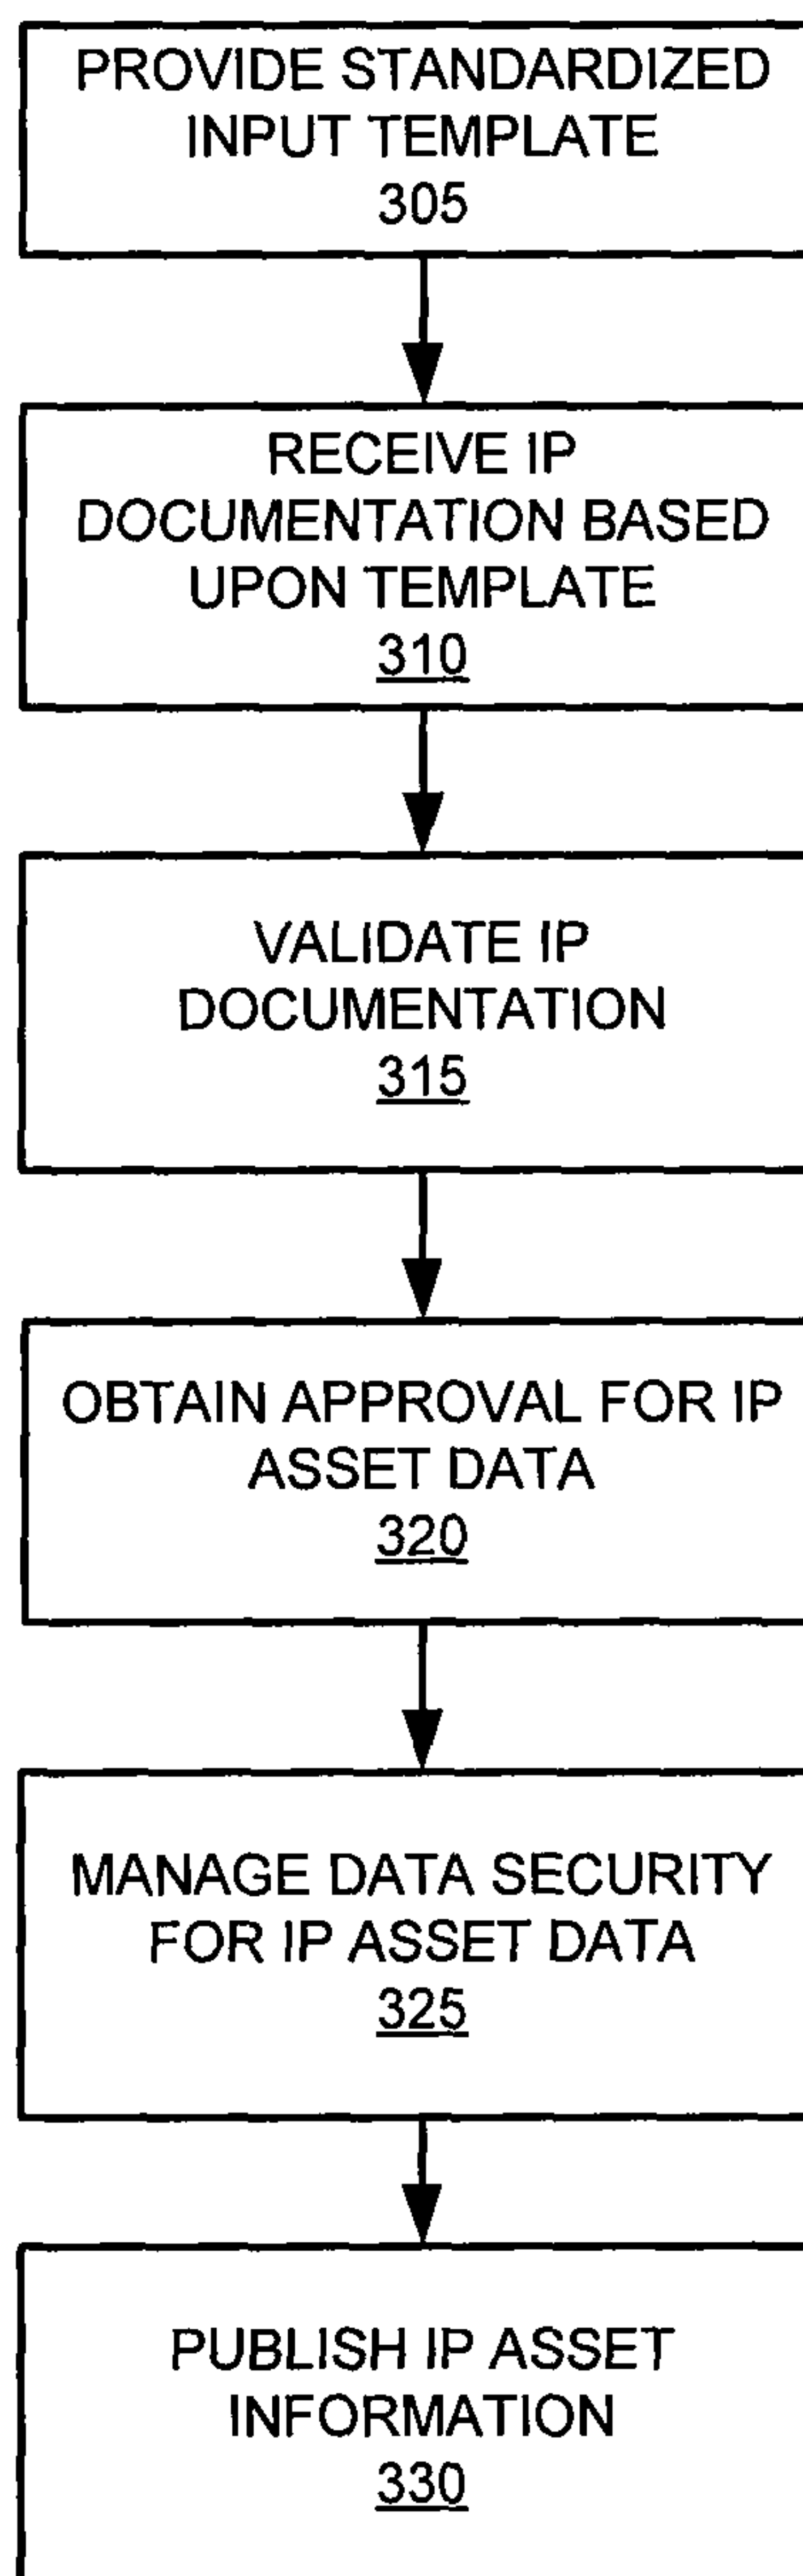 PROVIDE STANDARDIZED
INPUT TEMPLATE
305
RECEIVE IP
DOCUMENTATION BASED
UPON TEMPLATE
310
VALIDATE IP
DOCUMENTATION
315
OBTAIN APPROVAL FOR IP
ASSET DATA
320
MANAGE DATA SECURITY
FOR IP ASSET DATA
325
PUBLISH IP ASSET
INFORMATION
330